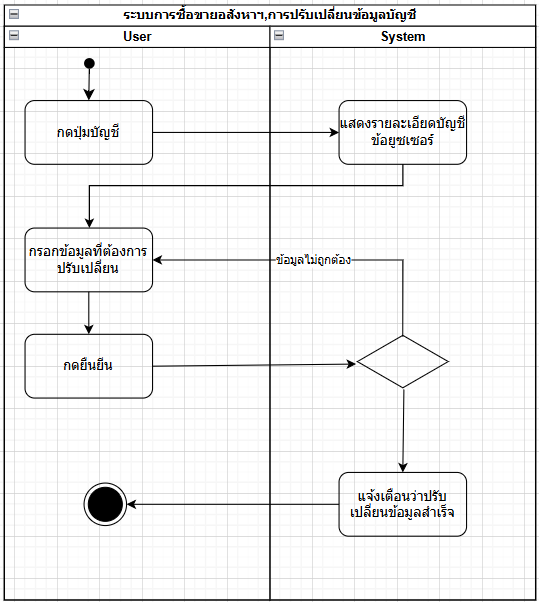 ระบบการซื้อขายอสังหาฯ,การปรับเปลี่ยนข้อมูลบัญชี
User
System
กดปุ่มบัญชี
แสดงรายละเอียดบัญชี
ข้อยูซเซอร์
กรอกข้อมูลที่ต้องการ
ปรับเปลี่ยน
ข้อมูลไม่ถูกต้อง
กดยืนยีน
แจ้งเตือนว่าปรับ
เปลี่ยนข้อมูลสำเร็จ